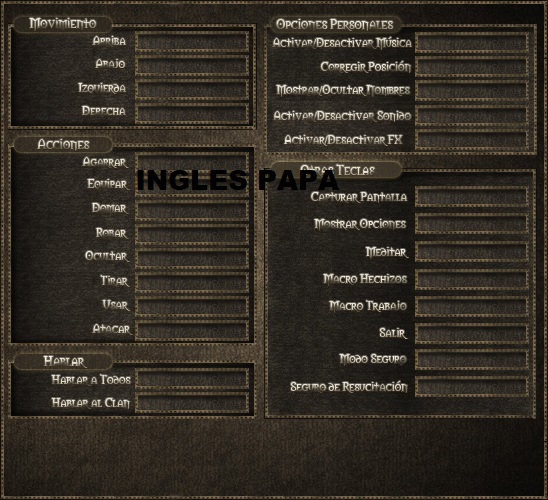 Movimiento
Arriba
Abajo
Izquierda
Derecha
Acciones
Agarrar
Equipar
Domar
Robar
Ocultar
Tirar
Usar
Atacar
Hablar
Hablar a Todos
Hablar al Clan
INGLES PAPA
Opciones Personales
Activar/Desactivar Música
Corregir Posición
Mostrar/Ocultar Nombres
Activar/Desactivar Sonido
Activar/Desactivar FX
Otras Teclas
Capturar Pantalla
Mostrar Opciones
Meditar
Macro Hechizos
Macro Trabajo
Salir
Modo Seguro
Seguro de Resucitación